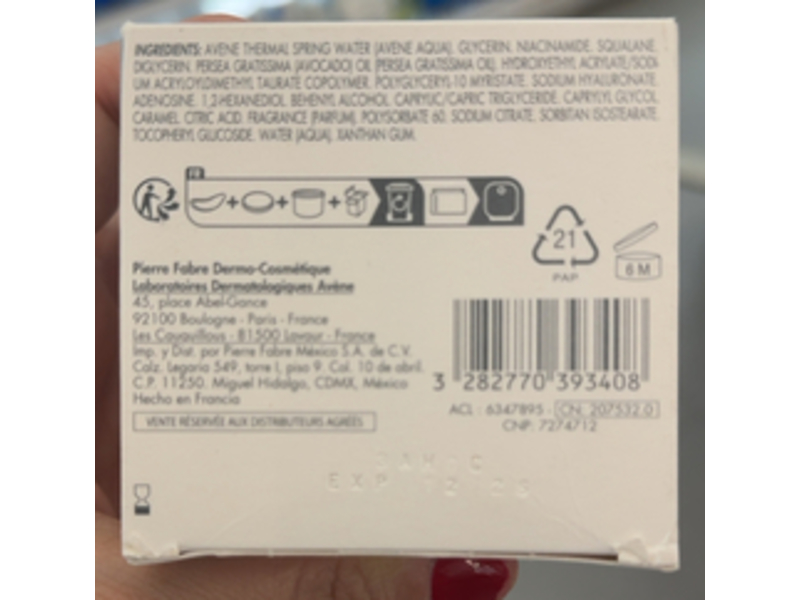 INGREDIENTS: AVENE THERMAL SPRING WATER (AVENE AQUA). GLYCERIN. NIACINAMIDE. SQUALANE.
DIGLYCERIN. PERSEA GRATISSIMA (AVOCADO) OIL (PERSEA GRATISSIMA OIL). HYDROXYETHYL ACRYLATE/SODI-
UM ACRYLOYLDIMETHYL TAURATE COPOLYMER. POLYGLYCERYL-10 MYRISTATE. SODIUM HYALURONATE.
ADENOSINE. 1,2-HEXANEDIOL. BEHENYL ALCOHOL. CAPRYLIC/CAPRIC TRIGLYCERIDE. CAPRYLYL GLYCOL.
CARAMEL. CITRIC ACID. FRAGRANCE (PARFUM). POLYSORBATE 60. SODIUM CITRATE. SORBITAN ISOSTEARATE.
TOCOPHERYL GLUCOSIDE. WATER (AQUA). XANTHAN GUM.
FR
21
PAP
6 M
Pierre Fabre Dermo-Cosmétique
Laboratoires Dermatologiques Avène
45, place Abel-Gance
92100 Boulogne - Paris - France
Les Cauquillous - 81500 Lavaur - France
Imp. y Dist. por Pierre Fabre México S.A. de C.V.
Calz. Legaria 549, torre I, piso 9. Col. 10 de abril.
C.P. 11250. Miguel Hidalgo, CDMX, México
Hecho en Francia
VENTE RÉSERVÉE AUX DISTRIBUTEURS AGRÉÉS
3 282770 393408
ACL : 6347895 - CN: 207532.0
CNP: 7274712
EXP